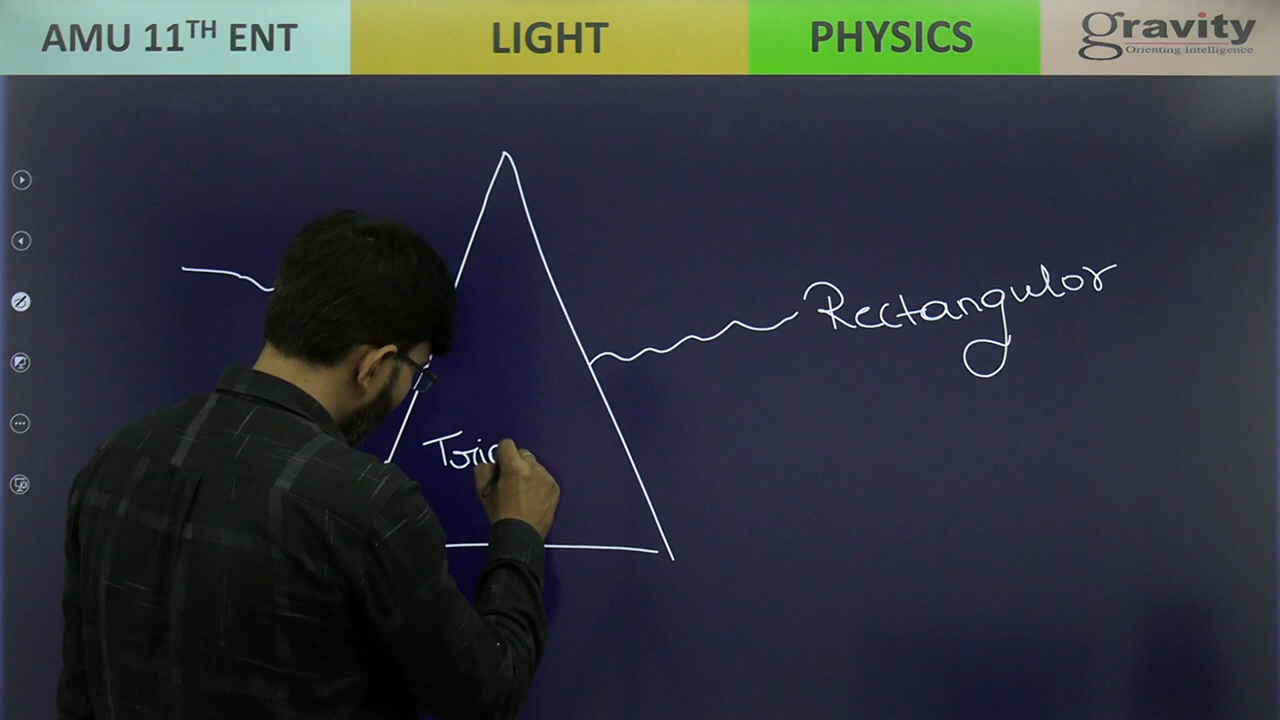 AMU 11TH ENT
LIGHT
PHYSICS
gravity
Orienting Intelligence
Rectangulor